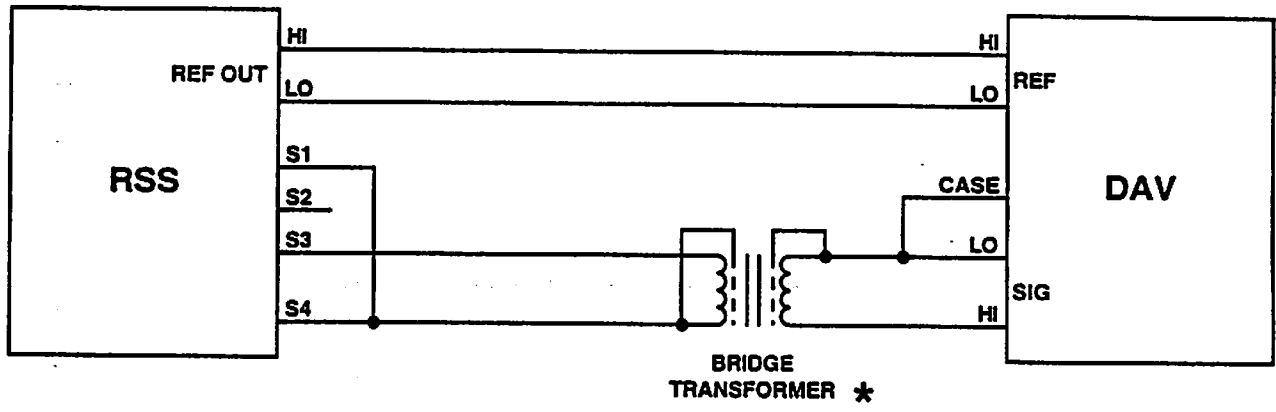 HI
HI
REF OUT
REF
LO
LO
S1
RSS
CASE
DAV
S2
S3
LO
SIG
S4
HI
BRIDGE
TRANSFORMER *